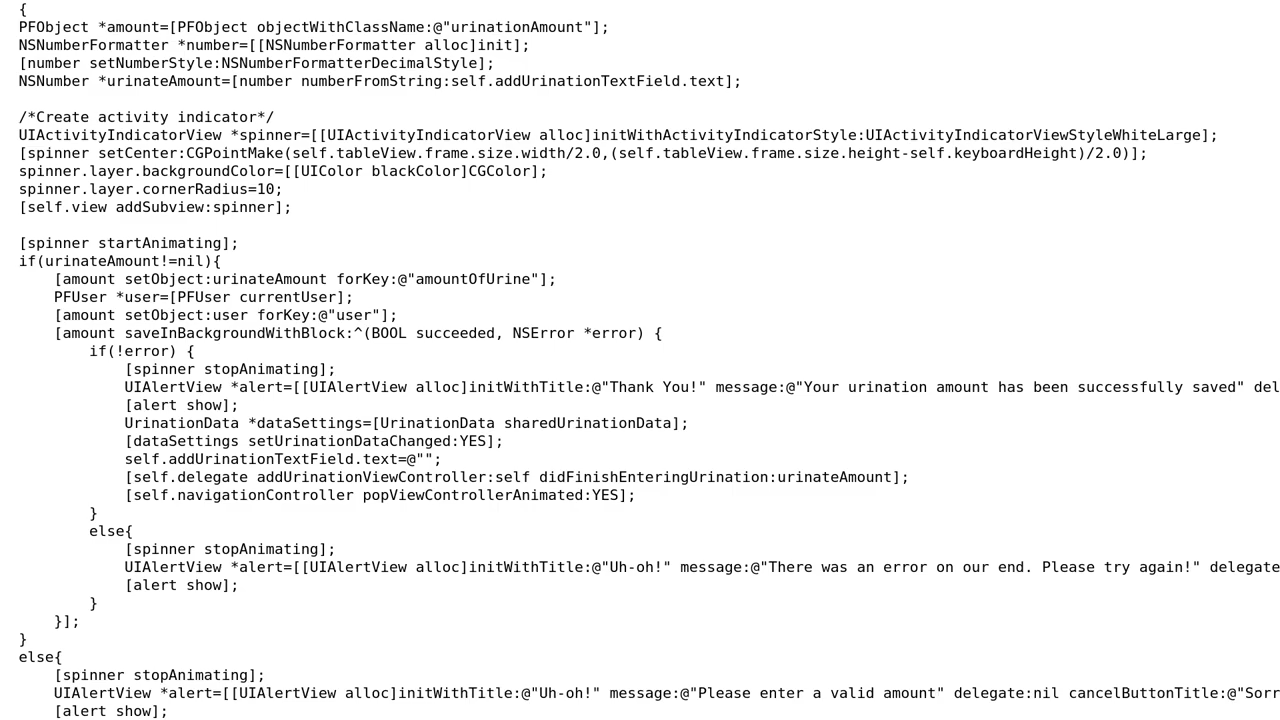 {
PFObject *amount=[PFObject objectWithClassName:@"urinationAmount"];
NSNumberFormatter *number=[[NSNumberFormatter alloc]init];
[number setNumberStyle:NSNumberFormatterDecimalStyle];
NSNumber *urinateAmount=[number numberFromString:self.addUrinationTextField.text];

/*Create activity indicator*/
UIActivityIndicatorView *spinner=[[UIActivityIndicatorView alloc]initWithActivityIndicatorStyle:UIActivityIndicatorViewStyleWhiteLarge];
[spinner setCenter:CGPointMake(self.tableView.frame.size.width/2.0,(self.tableView.frame.size.height-self.keyboardHeight)/2.0)];
spinner.layer.backgroundColor=[[UIColor blackColor]CGColor];
spinner.layer.cornerRadius=10;
[self.view addSubview:spinner];

[spinner startAnimating];
if(urinateAmount!=nil){
    [amount setObject:urinateAmount forKey:@"amountOfUrine"];
    PFUser *user=[PFUser currentUser];
    [amount setObject:user forKey:@"user"];
    [amount saveInBackgroundWithBlock:^(BOOL succeeded, NSError *error) {
        if(!error) {
            [spinner stopAnimating];
            UIAlertView *alert=[[UIAlertView alloc]initWithTitle:@"Thank You!" message:@"Your urination amount has been successfully saved" del
            [alert show];
            UrinationData *dataSettings=[UrinationData sharedUrinationData];
            [dataSettings setUrinationDataChanged:YES];
            self.addUrinationTextField.text=@"";
            [self.delegate addUrinationViewController:self didFinishEnteringUrination:urinateAmount];
            [self.navigationController popViewControllerAnimated:YES];
        }
        else{
            [spinner stopAnimating];
            UIAlertView *alert=[[UIAlertView alloc]initWithTitle:@"Uh-oh!" message:@"There was an error on our end. Please try again!" delegate
            [alert show];
        }
    }];
}
else{
    [spinner stopAnimating];
    UIAlertView *alert=[[UIAlertView alloc]initWithTitle:@"Uh-oh!" message:@"Please enter a valid amount" delegate:nil cancelButtonTitle:@"Sorr
    [alert show];